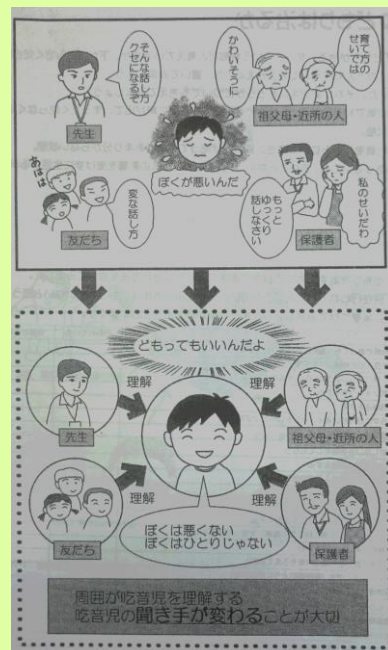 そんな話し方
クセになるぞ
先生
かわいそうに
育て方の
せいでは
祖父母・近所の人
ぼくが悪いんだ
あはは
変な話し方
友だち
もっと
ゆっくり
話しなさい
私のせいだわ
保護者
どもってもいいんだよ
理解
理解
先生
祖父母・近所の人
理解
理解
友だち
ぼくは悪くない
ぼくはひとりじゃない
保護者
周囲が吃音児を理解する
吃音児の聞き手が変わることが大切